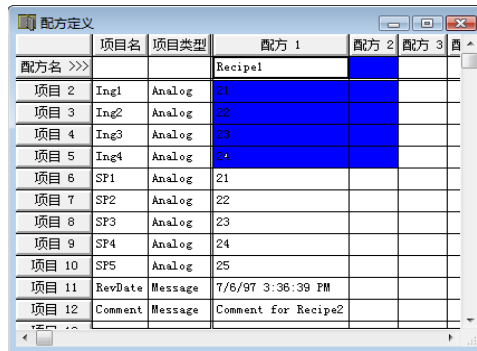 配方定义
项目名 项目类型 配方 1 配方 2 配方 3
配方名 >>> Recipe1
项目 2 Ing1 Analog 21
项目 3 Ing2 Analog 22
项目 4 Ing3 Analog 23
项目 5 Ing4 Analog
项目 6 SP1 Analog 21
项目 7 SP2 Analog 22
项目 8 SP3 Analog 23
项目 9 SP4 Analog 24
项目 10 SP5 Analog 25
项目 11 RevDate Message 7/6/97 3:36:39 PM
项目 12 Comment Message Comment for Recipe2